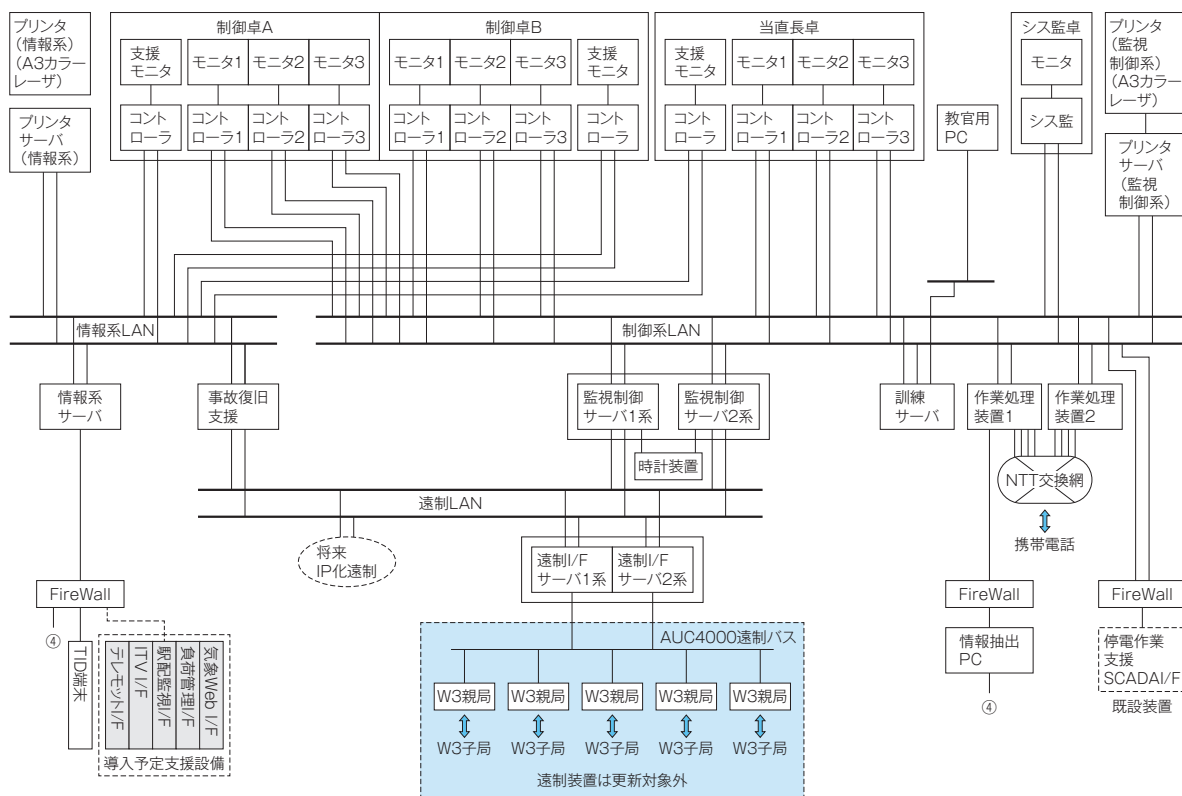 プリンタ
(情報系)
(A3カラー
レーザ)
プリンタ
サーバ
(情報系)
制御卓A
支援
モニタ
モニタ1
モニタ2
モニタ3
コント
ローラ
コント
ローラ1
コント
ローラ2
コント
ローラ3
制御卓B
モニタ1
モニタ2
モニタ3
支援
モニタ
コント
ローラ1
コント
ローラ2
コント
ローラ3
コント
ローラ
当直長卓
支援
モニタ
モニタ1
モニタ2
モニタ3
コント
ローラ
コント
ローラ1
コント
ローラ2
コント
ローラ3
教官用
PC
シス監卓
モニタ
シス監
プリンタ
(監視
制御系)
(A3カラー
レーザ)
プリンタ
サーバ
(監視
制御系)
情報系LAN
制御系LAN
情報系
サーバ
事故復旧
支援
監視制御
サーバ1系
監視制御
サーバ2系
時計装置
訓練
サーバ
作業処理
装置1
作業処理
装置2
NTT交換網
携帯電話
遠制LAN
将来
IP化遠制
遠制I/F
サーバ1系
遠制I/F
サーバ2系
FireWall
④
TID端末
テレモットI/F
ITV I/F
駅配監視I/F
負荷管理I/F
気象Web I/F
導入予定支援設備
AUC4000遠制バス
W3親局
W3親局
W3親局
W3親局
W3親局
W3子局
W3子局
W3子局
W3子局
W3子局
遠制装置は更新対象外
FireWall
情報抽出
PC
④
FireWall
停電作業
支援
SCADAI/F
既設装置